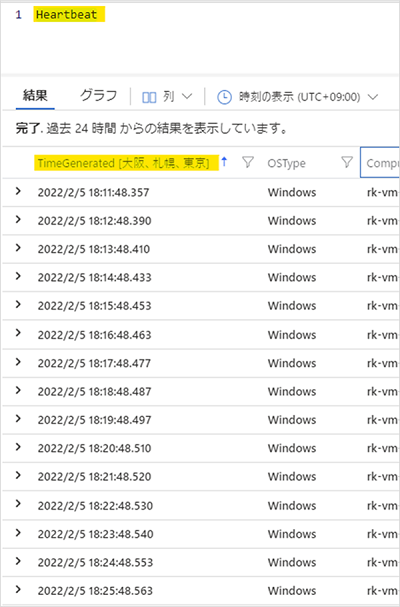 1 Heartbeat
結果 グラフ 列 時刻の表示 (UTC+09:00)
完了. 過去 24 時間 からの結果を表示しています。
TimeGenerated [大阪、札幌、東京] ↑ OSType Compu
2022/2/5 18:11:48.357 Windows rk-vm-
2022/2/5 18:12:48.390 Windows rk-vm-
2022/2/5 18:13:48.410 Windows rk-vm-
2022/2/5 18:14:48.433 Windows rk-vm-
2022/2/5 18:15:48.453 Windows rk-vm-
2022/2/5 18:16:48.463 Windows rk-vm-
2022/2/5 18:17:48.477 Windows rk-vm-
2022/2/5 18:18:48.487 Windows rk-vm-
2022/2/5 18:19:48.497 Windows rk-vm-
2022/2/5 18:20:48.510 Windows rk-vm-
2022/2/5 18:21:48.520 Windows rk-vm-
2022/2/5 18:22:48.530 Windows rk-vm-
2022/2/5 18:23:48.540 Windows rk-vm-
2022/2/5 18:24:48.553 Windows rk-vm-
2022/2/5 18:25:48.563 Windows rk-vm-